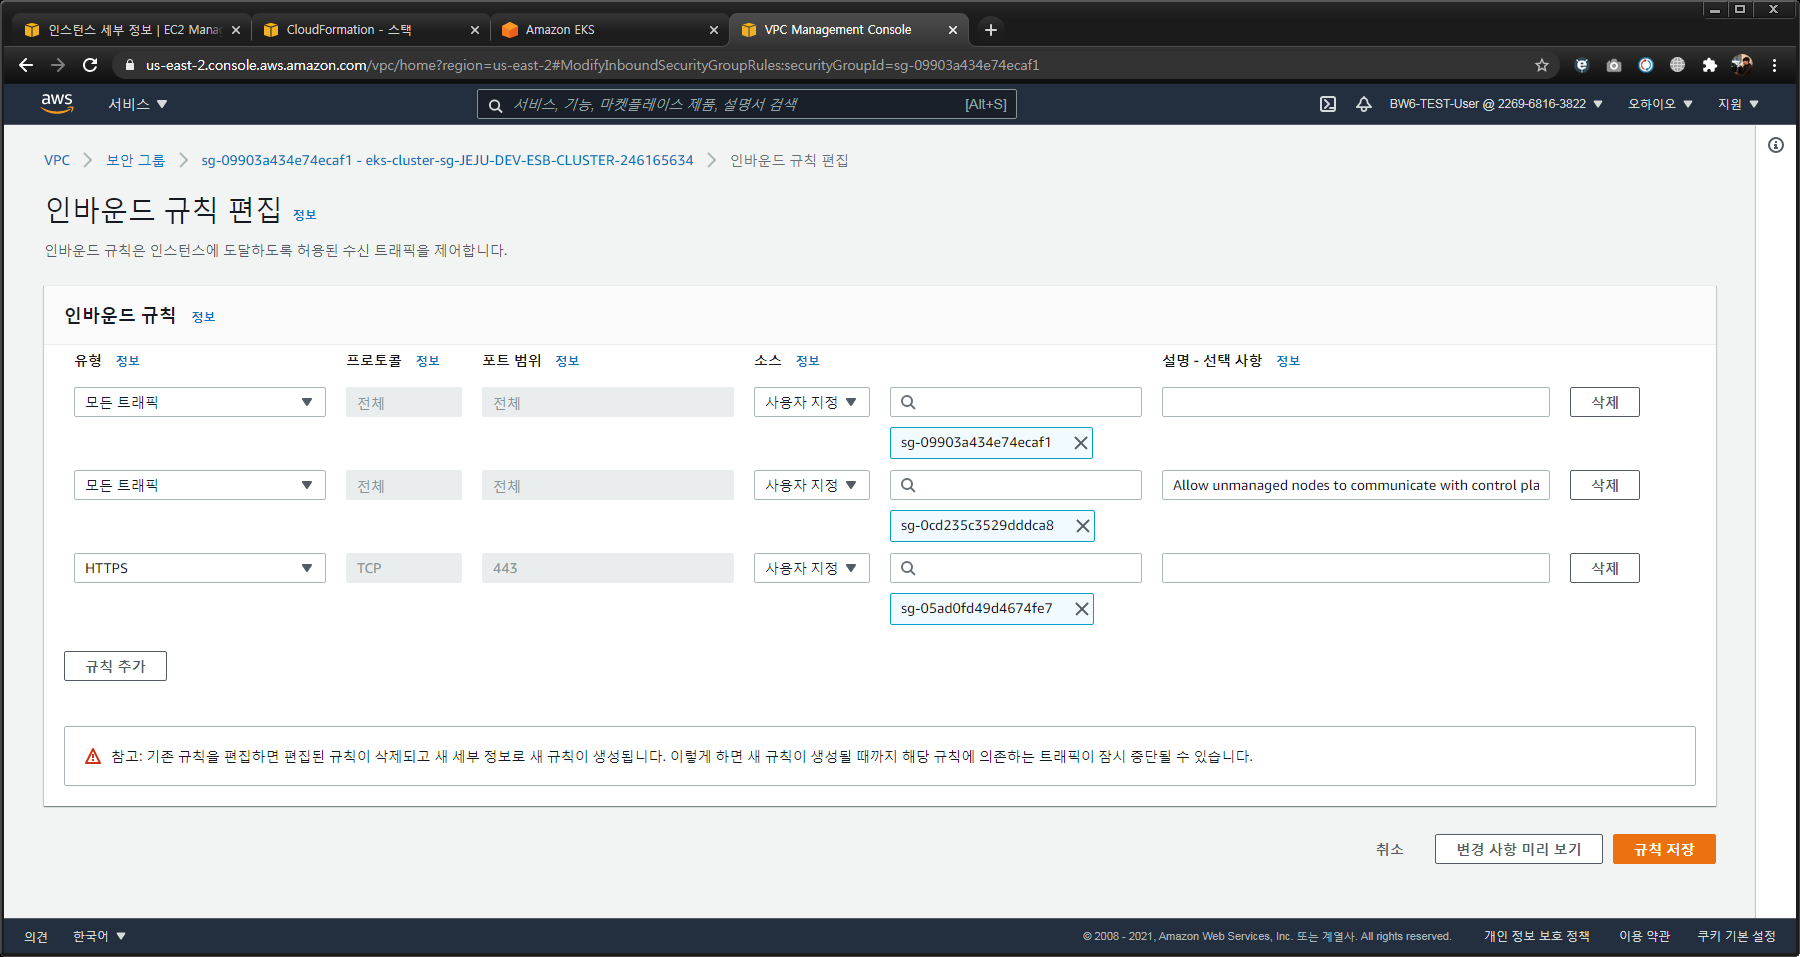 인스턴스 세부 정보 | EC2 Mana
CloudFormation - 스택
Amazon EKS
VPC Management Console
us-east-2.console.aws.amazon.com/vpc/home?region=us-east-2#ModifyInboundSecurityGroupRules:securityGroupId=sg-09903a434e74ecaf1
aws 서비스 서비스, 기능, 마켓플레이스 제품, 설명서 검색 [Alt+S] BW6-TEST-User @ 2269-6816-3822 오하이오 지원
VPC 보안 그룹 sg-09903a434e74ecaf1 - eks-cluster-sg-JEJU-DEV-ESB-CLUSTER-246165634 인바운드 규칙 편집
인바운드 규칙 편집 정보
인바운드 규칙은 인스턴스에 도달하도록 허용된 수신 트래픽을 제어합니다.
인바운드 규칙 정보
유형 정보 프로토콜 정보 포트 범위 정보 소스 정보 설명 - 선택 사항 정보
모든 트래픽 전체 전체 사용자 지정 삭제
sg-09903a434e74ecaf1
모든 트래픽 전체 전체 사용자 지정 Allow unmanaged nodes to communicate with control pla 삭제
sg-0cd235c3529dddca8
HTTPS TCP 443 사용자 지정 삭제
sg-05ad0fd49d4674fe7
규칙 추가
참고: 기존 규칙을 편집하면 편집된 규칙이 삭제되고 새 세부 정보로 새 규칙이 생성됩니다. 이렇게 하면 새 규칙이 생성될 때까지 해당 규칙에 의존하는 트래픽이 잠시 중단될 수 있습니다.
취소 변경 사항 미리 보기 규칙 저장
의견 한국어 © 2008 - 2021, Amazon Web Services, Inc. 또는 계열사. All rights reserved. 개인 정보 보호 정책 이용 약관 쿠키 기본 설정